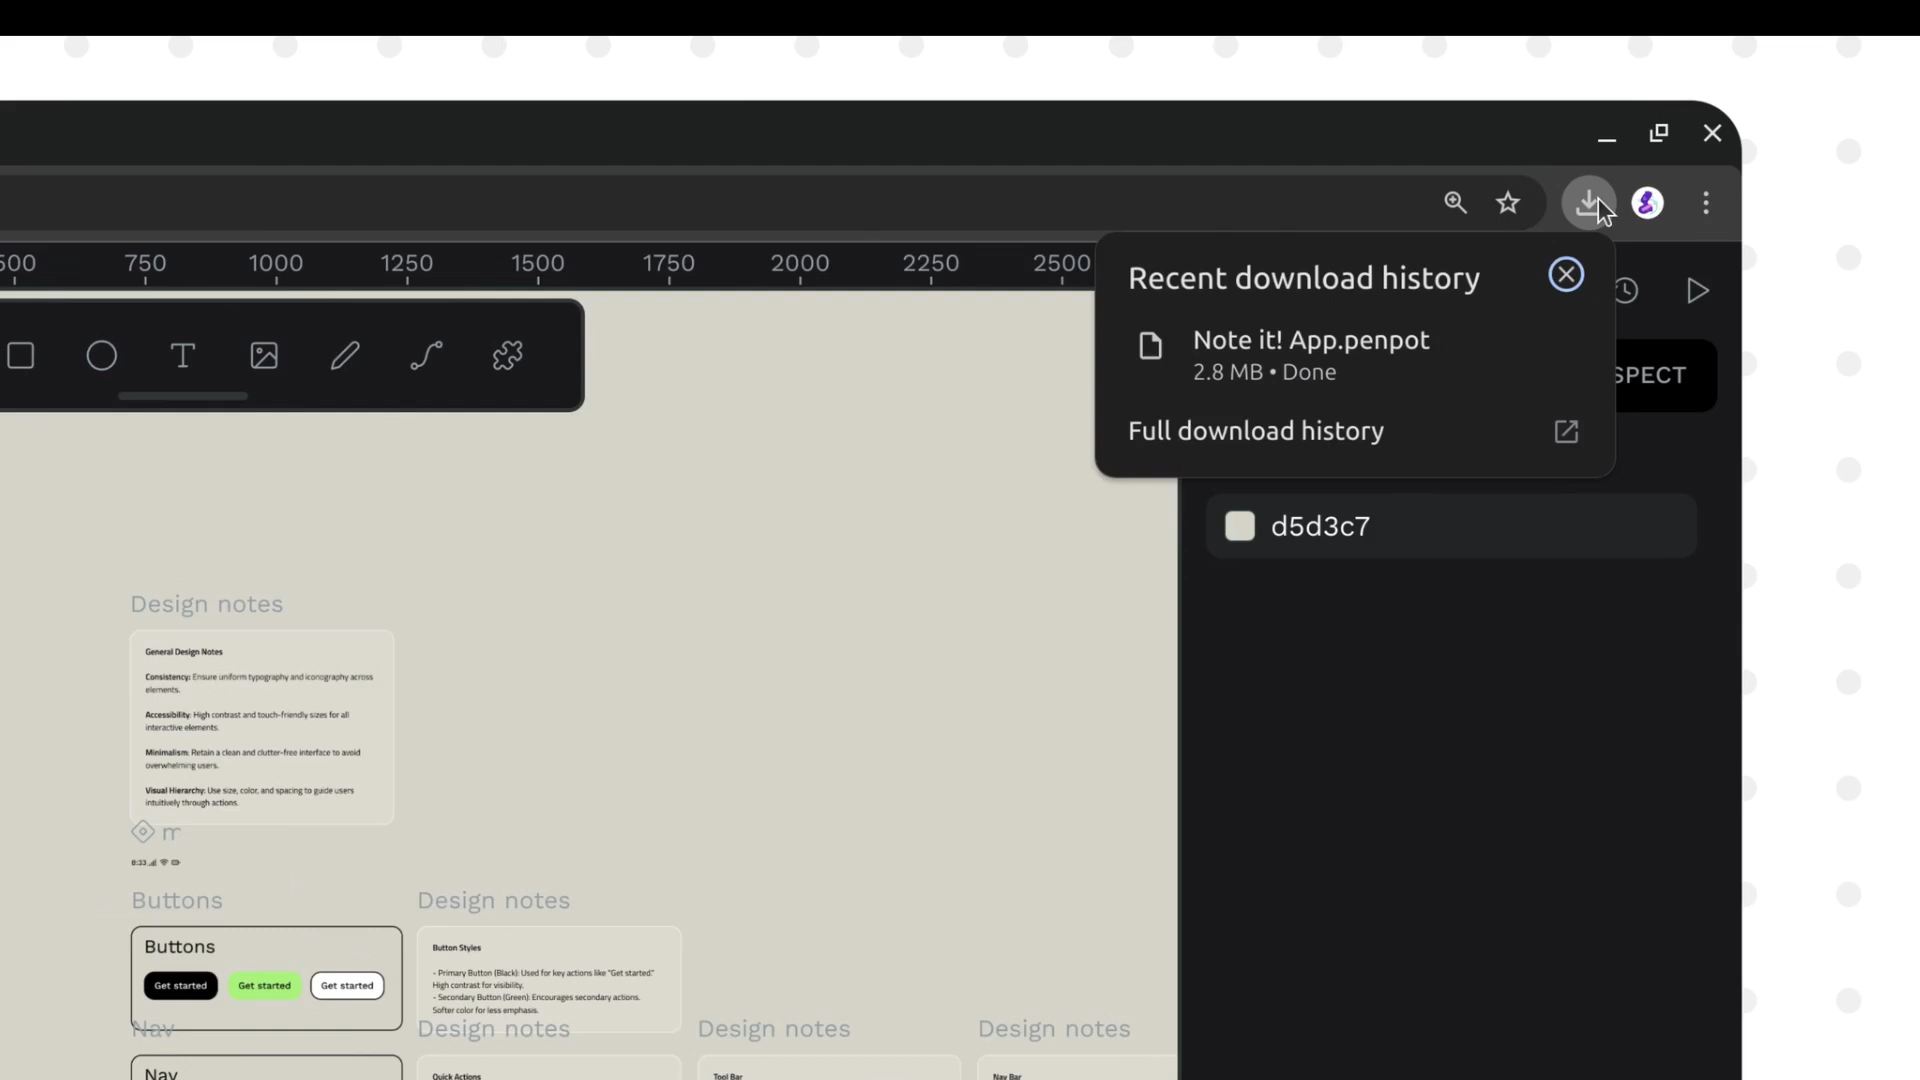 500 750 1000 1250 1500 1750 2000 2250 2500
Recent download history
Note it! App.penpot
2.8 MB • Done
Full download history
SPECT
d5d3c7
Design notes
General Design Notes
Consistency: Ensure uniform typography and iconography across
elements.
Accessibility: High contrast and touch-friendly sizes for all
interactive elements.
Minimalism: Retain a clean and clutter-free interface to avoid
overwhelming users.
Visual Hierarchy: Use size, color, and spacing to guide users
intuitively through actions.
8:33
Buttons
Buttons
Get started Get started Get started
Design notes
Button Styles
- Primary Button (Black): Used for key actions like "Get started."
High contrast for visibility.
- Secondary Button (Green): Encourages secondary actions.
Softer color for less emphasis.
Nav Design notes Design notes Design notes
Nav Quick Actions Tool Bar Nav Bar